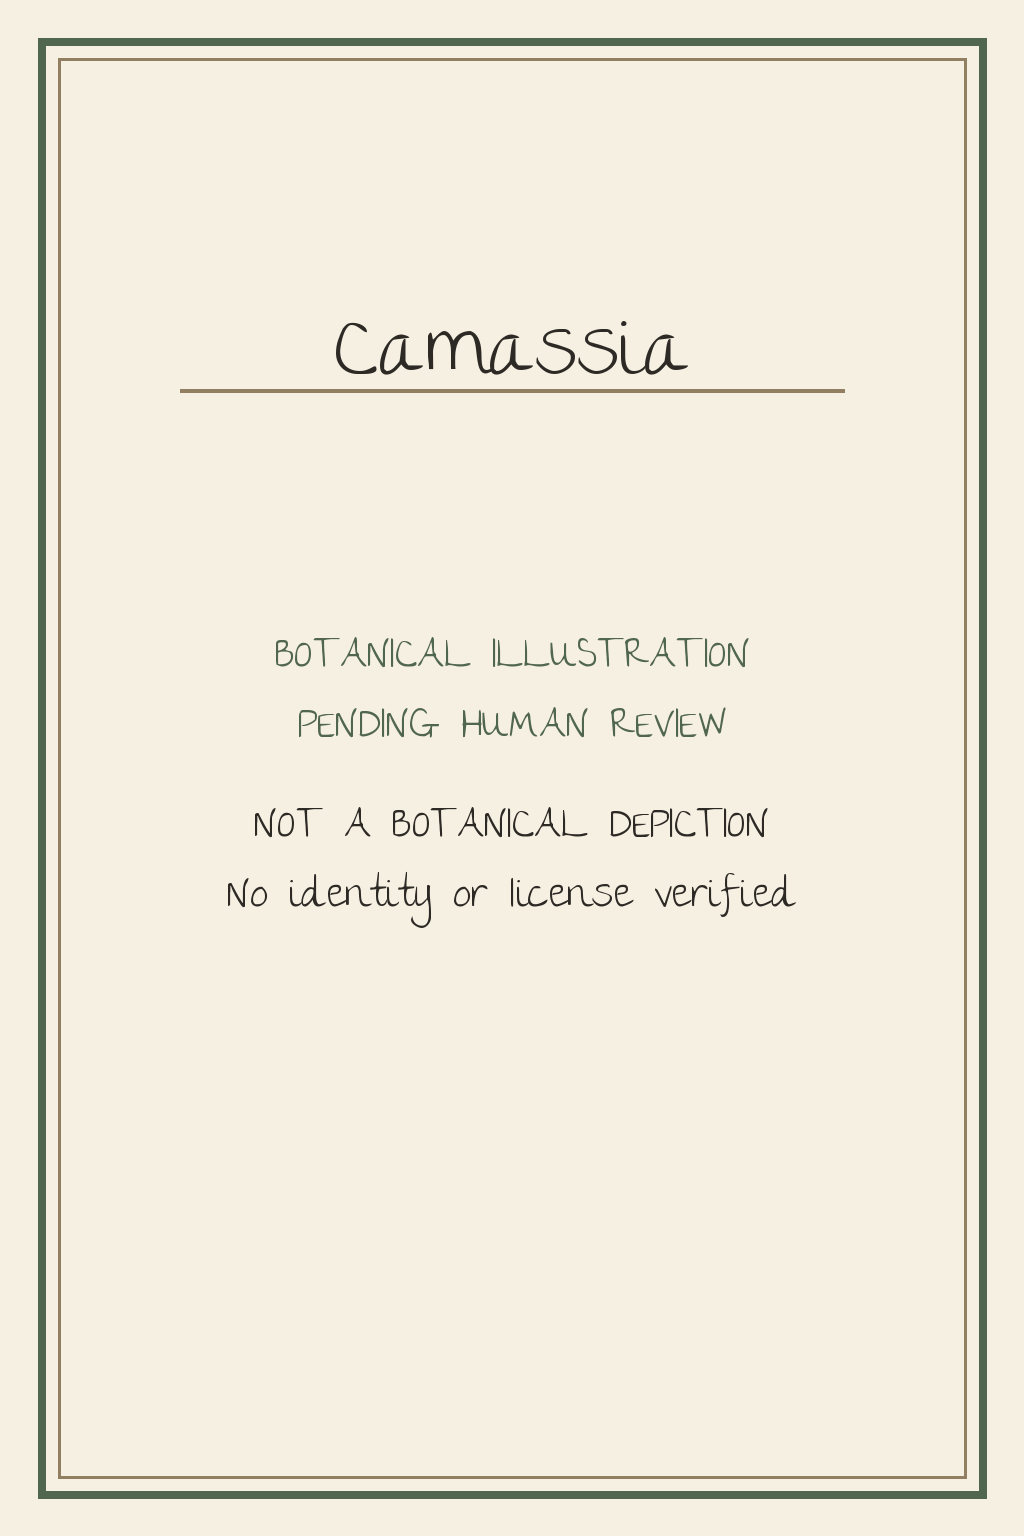 Camassia
BOTANICAL ILLUSTRATION
PENDING HUMAN REVIEW
NOT A BOTANICAL DEPICTION
No identity or license verified